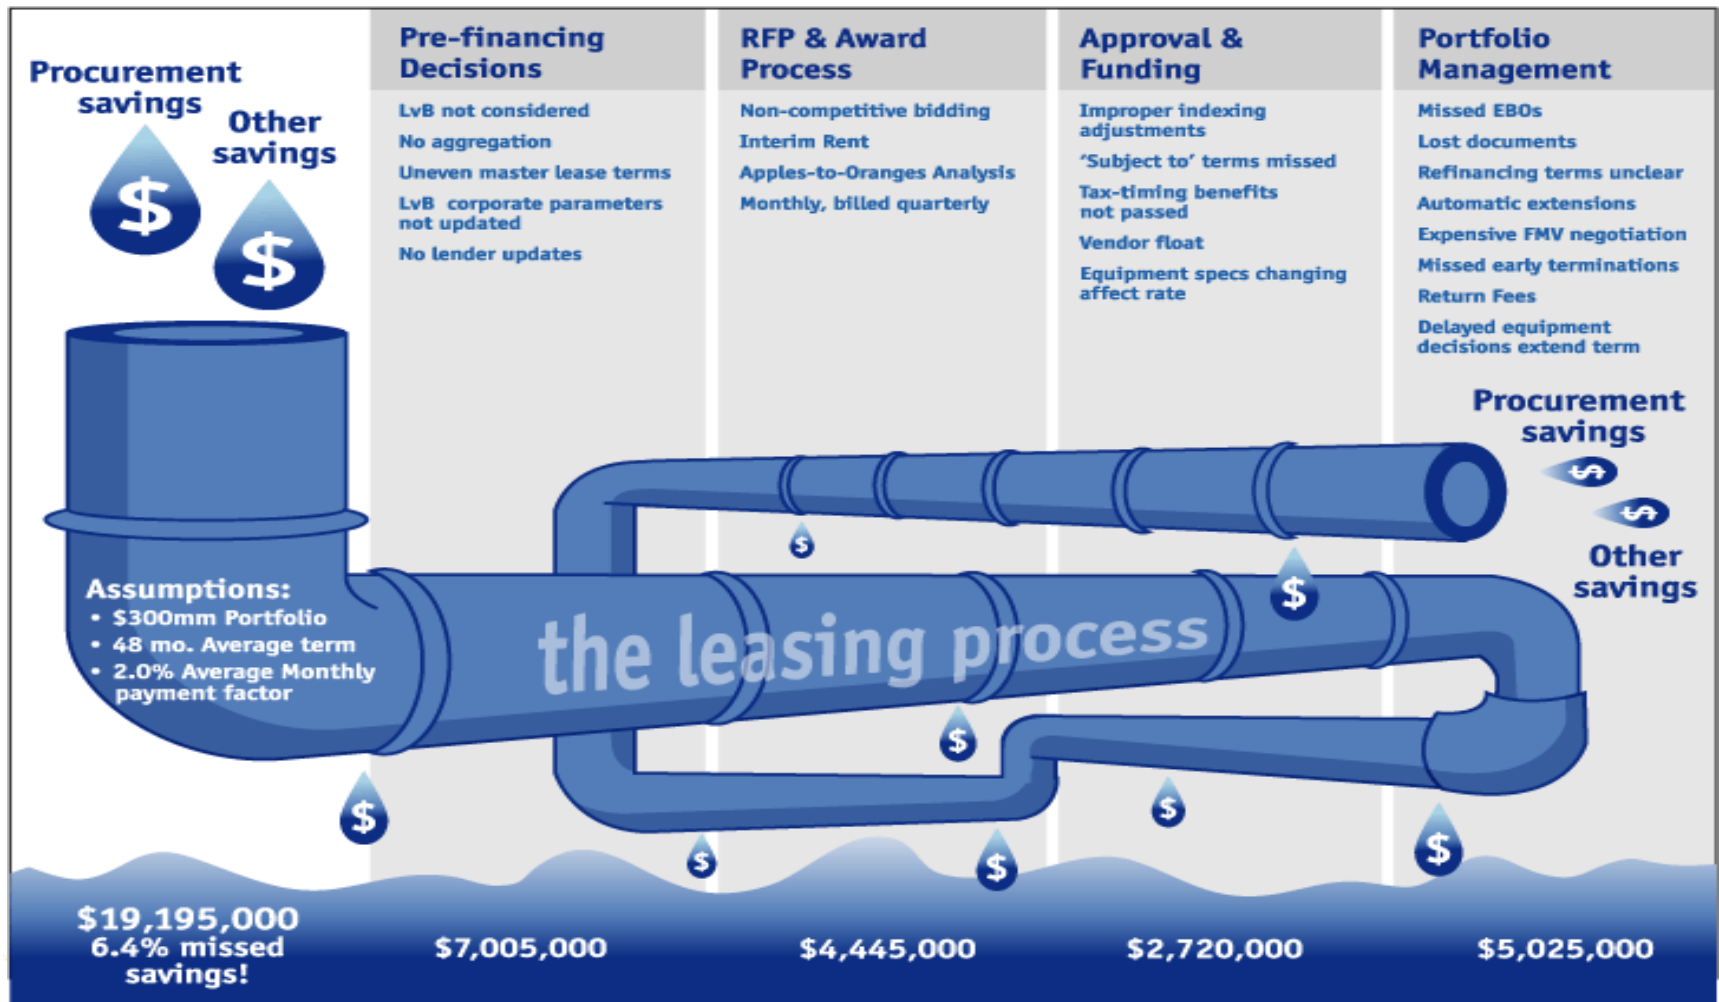 Procurement
savings
Other
savings
$
$
Pre-financing
Decisions
LvB not considered
No aggregation
Uneven master lease terms
LvB corporate parameters
not updated
No lender updates
RFP & Award
Process
Non-competitive bidding
Interim Rent
Apples-to-Oranges Analysis
Monthly, billed quarterly
Approval &
Funding
Improper indexing
adjustments
‘Subject to’ terms missed
Tax-timing benefits
not passed
Vendor float
Equipment specs changing
affect rate
Portfolio
Management
Missed EBOs
Lost documents
Refinancing terms unclear
Automatic extensions
Expensive FMV negotiation
Missed early terminations
Return Fees
Delayed equipment
decisions extend term
Procurement
savings
$
$
Other
savings
$
$
Assumptions:
• $300mm Portfolio
• 48 mo. Average term
• 2.0% Average Monthly
payment factor
the leasing process
$
$
$
$
$
$
$19,195,000
6.4% missed
savings!
$7,005,000
$4,445,000
$2,720,000
$5,025,000